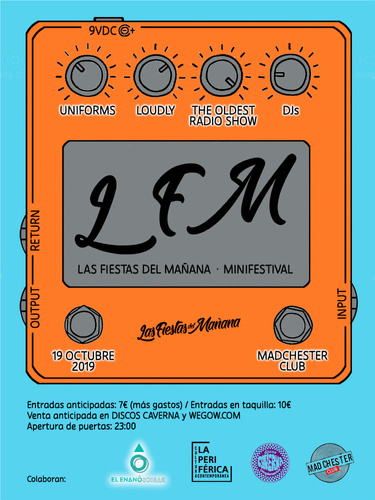 9VDC +
UNIFORMS
LOUDLY
THE OLDEST
RADIO SHOW
DJs
LFM
LAS FIESTAS DEL MAÑANA · MINIFESTIVAL
RETURN
OUTPUT
INPUT
Las Fiestas del Mañana
19 OCTUBRE
2019
MADCHESTER
CLUB
Entradas anticipadas: 7€ (más gastos) / Entradas en taquilla: 10€
Venta anticipada en DISCOS CAVERNA y WEGOW.COM
Apertura de puertas: 23:00
Colaboran:
LA
PERI
FÉRICA
CONTEMPORÁNEA
MADCHESTER
CLUB